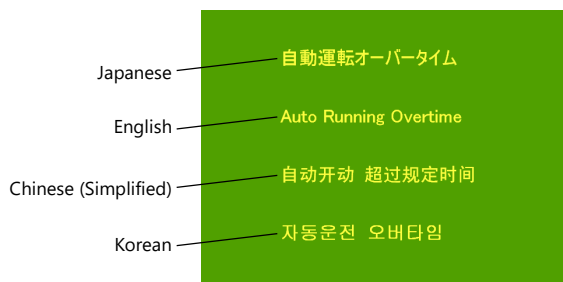 Japanese
自動運転オーバータイム
English
Auto Running Overtime
Chinese (Simplified)
自动开动 超过规定时间
Korean
자동운전 오버타임